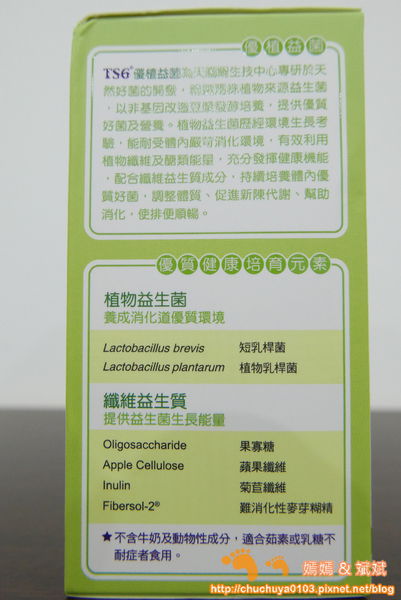 優植益菌
TSG®優植益菌為天
生技中心專研於天
然好菌的開發，
植物來源益生菌
，以非基因改造豆漿發酵培養，提供優質
好菌及營養。植物益生菌歷經環境生長考
驗，能耐受體內嚴苛消化環境，有效利用
植物纖維及醣類能量，充分發揮健康機能
，配合纖維益生質成分，持續培養體內優
質好菌，調整體質、促進新陳代謝、幫助
消化，使排便順暢。
優質健康培育元素
植物益生菌
養成消化道優質環境
Lactobacillus brevis 短乳桿菌
Lactobacillus plantarum 植物乳桿菌
纖維益生質
提供益生菌生長能量
Oligosaccharide 果寡糖
Apple Cellulose 蘋果纖維
Inulin 菊苣纖維
Fibersol-2® 難消化性麥芽糊精
★不含牛奶及動物性成分，適合茹素或乳糖不
耐症者食用。
嫣嫣 & 斌斌
http://chuchuya0103.pixnet.net/blog